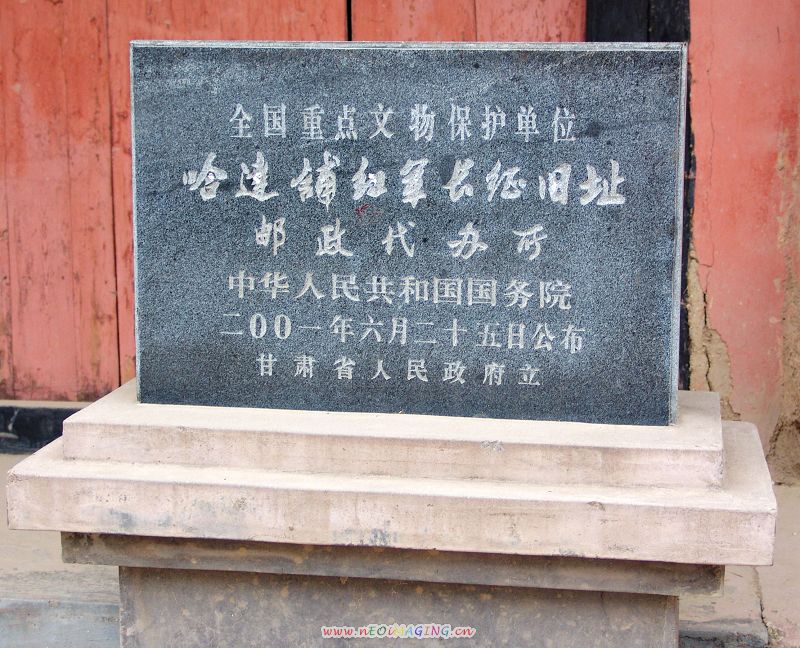 全国重点文物保护单位
哈达铺红军长征旧址
邮政代办所
中华人民共和国国务院
二00一年六月二十五日公布
甘肃省人民政府立
www.nEOiMAGING.cn